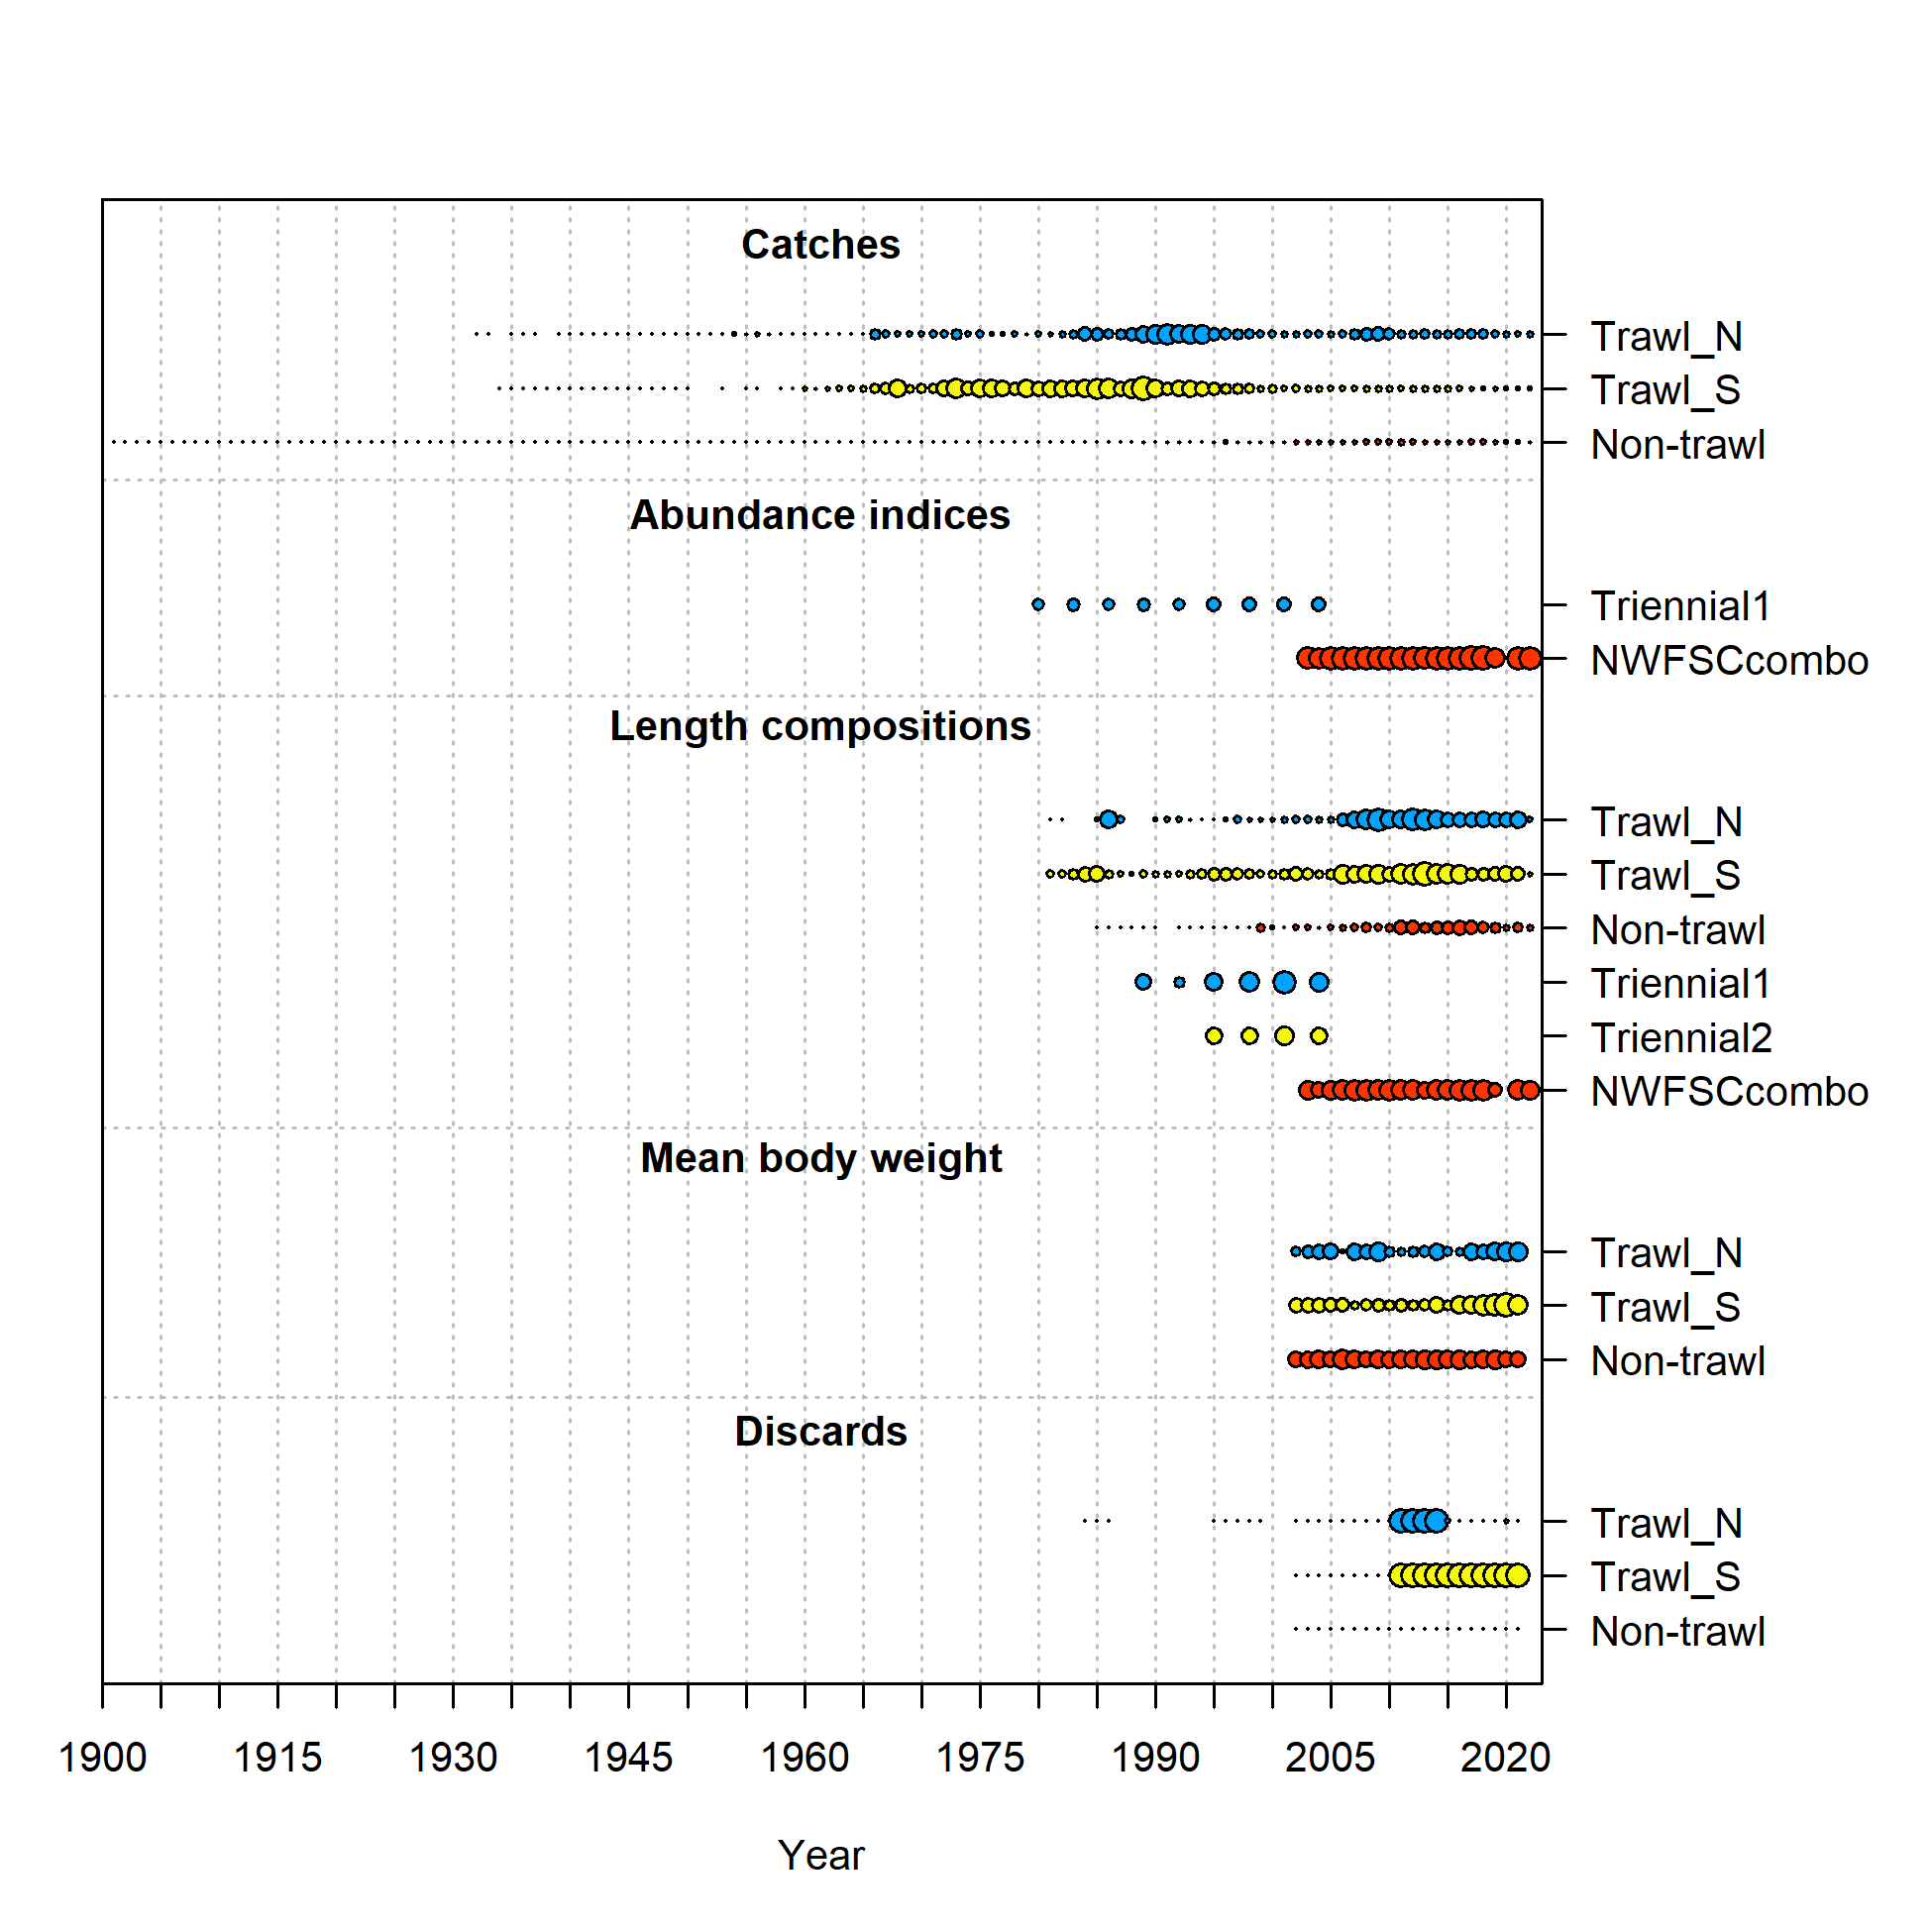 Catches
Trawl_N
Trawl_S
Non-trawl
Abundance indices
Triennial1
NWFSCcombo
Length compositions
Trawl_N
Trawl_S
Non-trawl
Triennial1
Triennial2
NWFSCcombo
Mean body weight
Trawl_N
Trawl_S
Non-trawl
Discards
Trawl_N
Trawl_S
Non-trawl
1900 1915 1930 1945 1960 1975 1990 2005 2020
Year